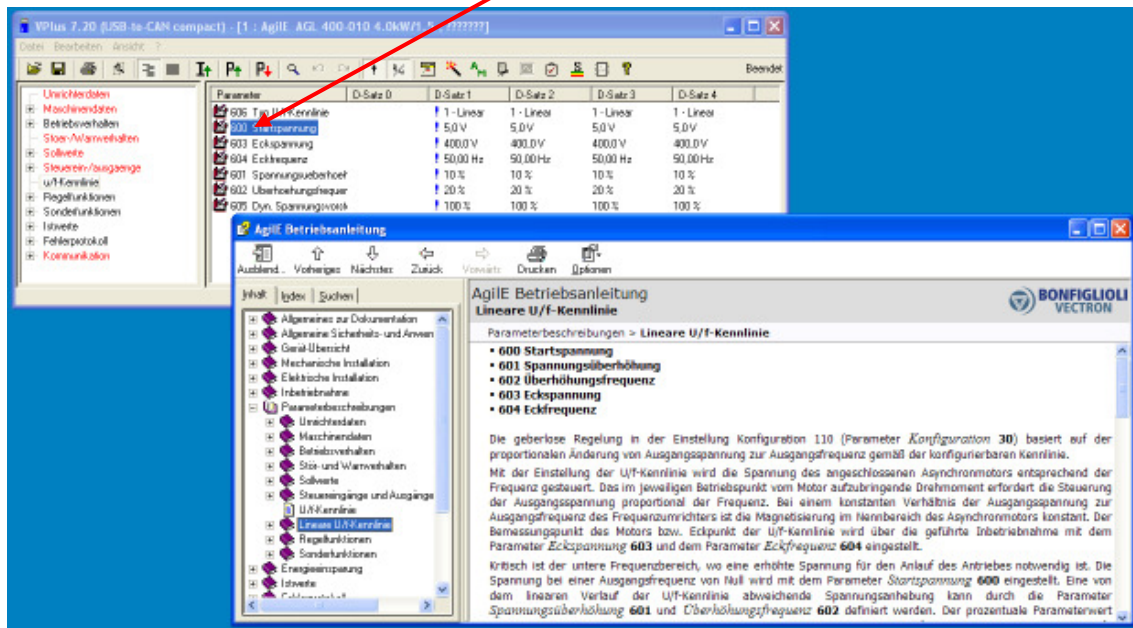 VPlus 7.20 (USB-to-CAN compact) - [1 : AgilE AGL 400-010 4.0kW/1.5, ???????]
Datei Bearbeiten Ansicht ?
Beendet
Umrichterdaten
Maschinendaten
Betriebsverhalten
Stoer-/Warnverhalten
Sollwerte
Steuerein-/ausgaenge
u/f-Kennlinie
Regelfunktionen
Sonderfunktionen
Istwerte
Fehlerprotokoll
Kommunikation
Parameter D-Satz 0 D-Satz 1 D-Satz 2 D-Satz 3 D-Satz 4
606 Typ U/f-Kennlinie 1 - Linear 1 - Linear 1 - Linear 1 - Linear
600 Startspannung 5,0 V 5,0 V 5,0 V 5,0 V
603 Eckspannung 400.0 V 400.0 V 400.0 V 400.0 V
604 Eckfrequenz 50,00 Hz 50,00 Hz 50,00 Hz 50,00 Hz
601 Spannungsueberhoeh 10 % 10 % 10 % 10 %
602 Uberhoehungsfrequer 20 % 20 % 20 % 20 %
605 Dyn. Spannungsvorst 100 % 100 % 100 % 100 %
AgilE Betriebsanleitung
Ausblend... Vorheriges Nächstes Zurück Vorwärts Drucken Optionen
Inhalt Index Suchen
Allgemeines zur Dokumentation
Allgemeine Sicherheits- und Anwen
Gerät-Übersicht
Mechanische Installation
Elektrische Installation
Inbetriebnahme
Parameterbeschreibungen
Umrichterdaten
Maschinendaten
Betriebsverhalten
Stör- und Warnverhalten
Sollwerte
Steuereingänge und Ausgänge
U/f-Kennlinie
Lineare U/f-Kennlinie
Regelfunktionen
Sonderfunktionen
Energieeinsparung
Istwerte
AgilE Betriebsanleitung
Lineare U/f-Kennlinie
BONFIGLIOLI
VECTRON
Parameterbeschreibungen > Lineare U/f-Kennlinie
▪ 600 Startspannung
▪ 601 Spannungsüberhöhung
▪ 602 Überhöhungsfrequenz
▪ 603 Eckspannung
▪ 604 Eckfrequenz
Die geberlose Regelung in der Einstellung Konfiguration 110 (Parameter Konfiguration 30) basiert auf der
proportionalen Änderung von Ausgangsspannung zur Ausgangsfrequenz gemäß der konfigurierbaren Kennlinie.
Mit der Einstellung der U/f-Kennlinie wird die Spannung des angeschlossenen Asynchronmotors entsprechend der
Frequenz gesteuert. Das im jeweiligen Betriebspunkt vom Motor aufzubringende Drehmoment erfordert die Steuerung
der Ausgangsspannung proportional der Frequenz. Bei einem konstanten Verhältnis der Ausgangsspannung zur
Ausgangsfrequenz des Frequenzumrichters ist die Magnetisierung im Nennbereich des Asynchronmotors konstant. Der
Bemessungspunkt des Motors bzw. Eckpunkt der U/f-Kennlinie wird über die geführte Inbetriebnahme mit dem
Parameter Eckspannung 603 und dem Parameter Eckfrequenz 604 eingestellt.
Kritisch ist der untere Frequenzbereich, wo eine erhöhte Spannung für den Anlauf des Antriebes notwendig ist. Die
Spannung bei einer Ausgangsfrequenz von Null wird mit dem Parameter Startspannung 600 eingestellt. Eine von
dem linearen Verlauf der U/f-Kennlinie abweichende Spannungsanhebung kann durch die Parameter
Spannungsüberhöhung 601 und Überhöhungsfrequenz 602 definiert werden. Der prozentuale Parameterwert